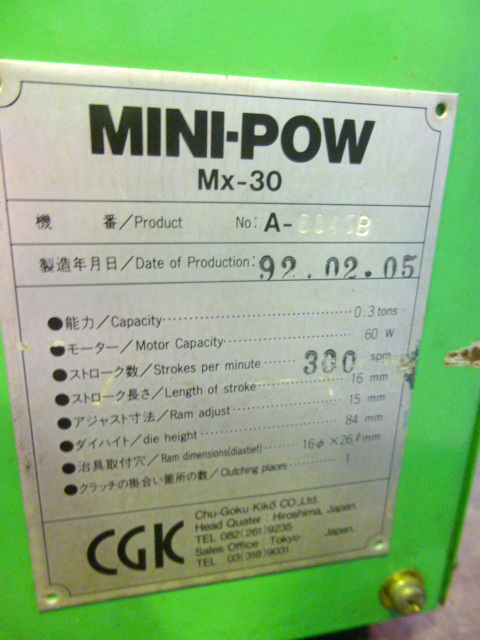 MINI-POW
Mx-30
機 番/Product No: A-
製造年月日/Date of Production: 92.02.05
●能力/Capacity 0.3 tons
●モーター/Motor Capacity 60 W
●ストローク数/Strokes per minute 300 spm
●ストローク長さ/Length of stroke 16 mm
●アジャスト寸法/Ram adjust 15 mm
●ダイハイト/die height 84 mm
●治具取付穴/Ram dimensions(diaxtief) 16φ×26ℓmm
●クラッチの掛合い箇所の数/Clutching places 1
CGK
Chu-Goku Kikō CO.,Ltd.
Head Quater : Hiroshima, Japan.
TEL 082(261)9235
Sales Office : Tokyo Japan.
TEL 03(318)9031